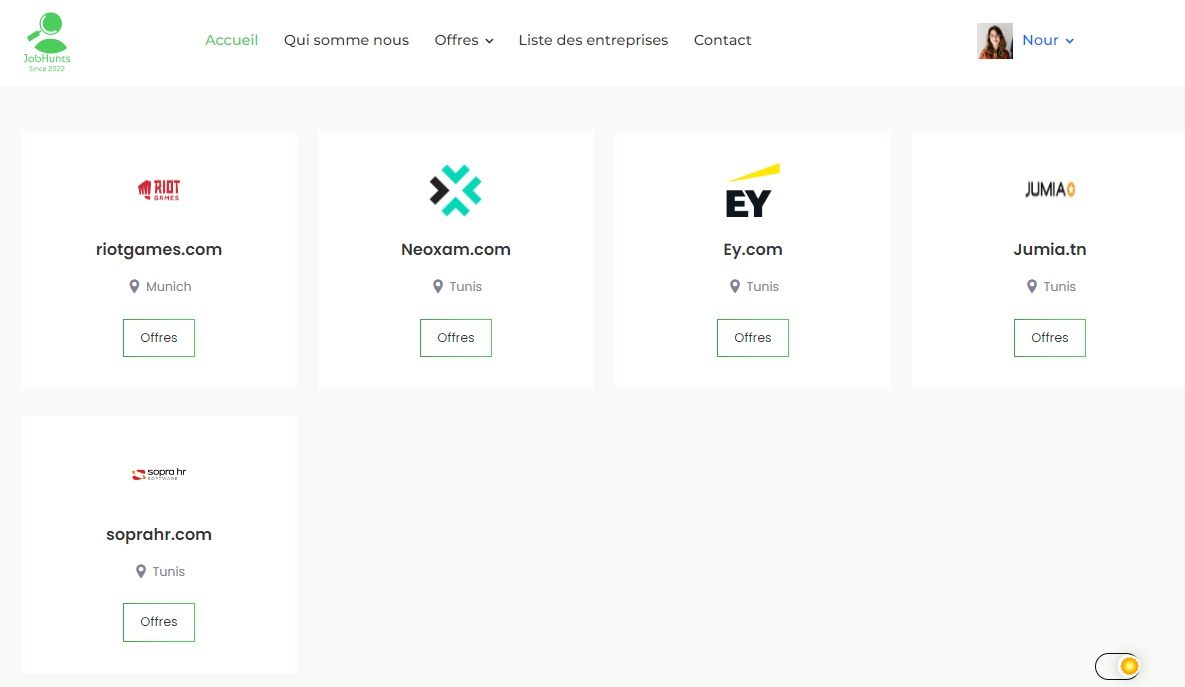 JobHunts
Since 2022
Accueil
Qui somme nous
Offres
Liste des entreprises
Contact
Nour
RIOT
GAMES
EY
JUMIA
riotgames.com
Neoxam.com
Ey.com
Jumia.tn
Munich
Tunis
Tunis
Tunis
Offres
Offres
Offres
Offres
sopra hr
SOFTWARE
soprahr.com
Tunis
Offres